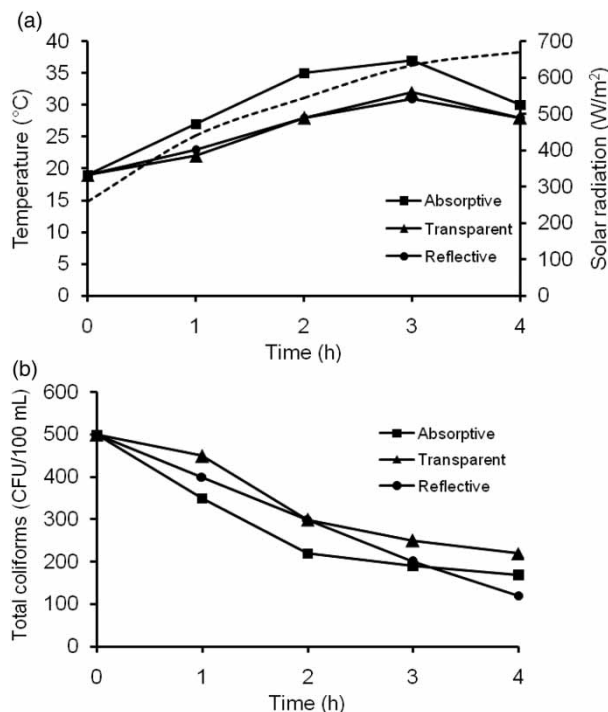 (a)
40
35
30
25
20
15
10
5
0
Temperature (°C)
700
600
500
400
300
200
100
0
Solar radiation (W/m²)
Absorptive
Transparent
Reflective
0 1 2 3 4
Time (h)
(b)
600
500
400
300
200
100
0
Total coliforms (CFU/100 mL)
Absorptive
Transparent
Reflective
0 1 2 3 4
Time (h)